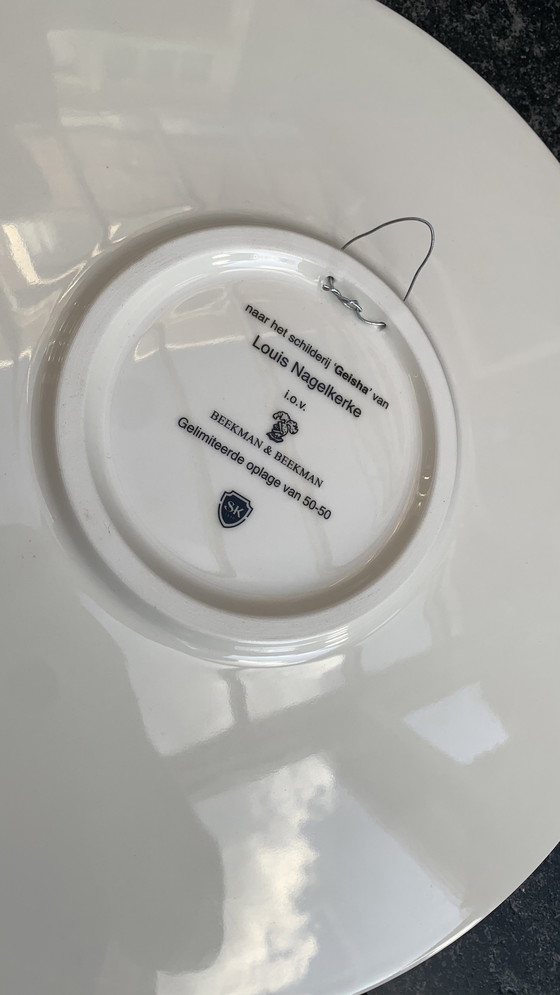 naar het schilderij 'Geisha' van
Louis Nagelkerke
i.o.v.
BEEKMAN & BEEKMAN
Gelimiteerde oplage van 50-50
SK